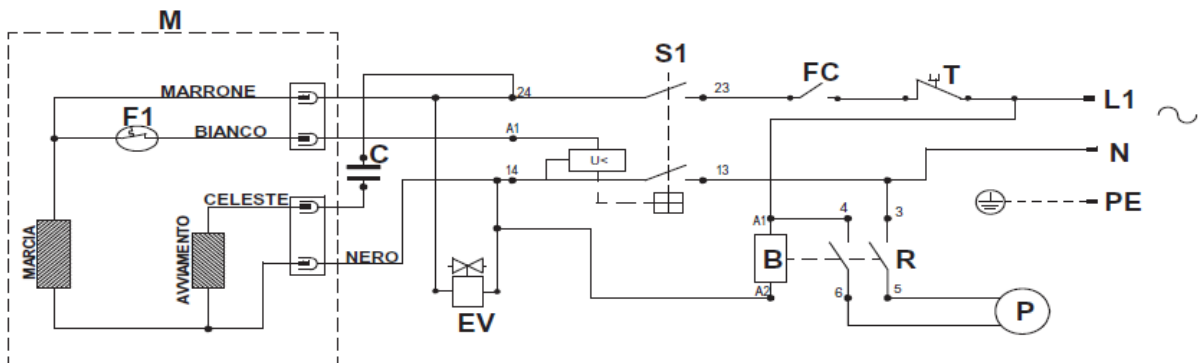 M
S1
FC
T
MARRONE
24
23
L1
F1
BIANCO
A1
C
U<
N
14
13
CELESTE
PE
4
3
A1
MARCIA
AVVIAMENTO
NERO
B
R
A2
6
5
EV
P